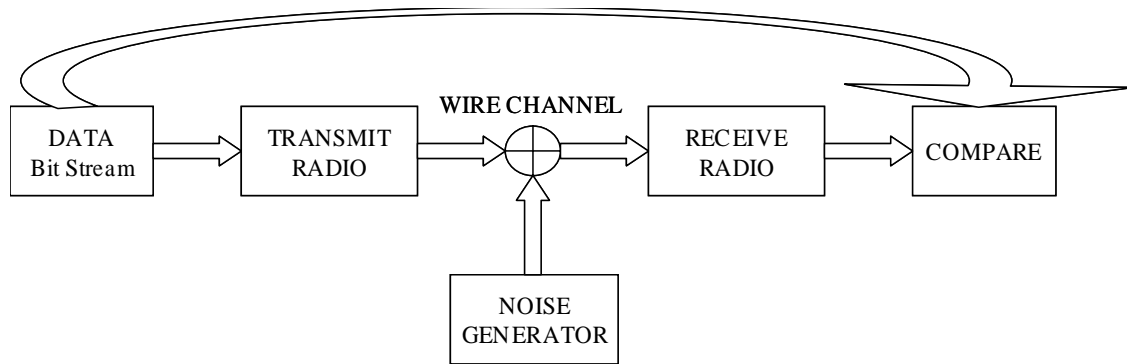 WIRE CHANNEL
DATA
Bit Stream
TRANSMIT
RADIO
RECEIVE
RADIO
COMPARE
NOISE
GENERATOR